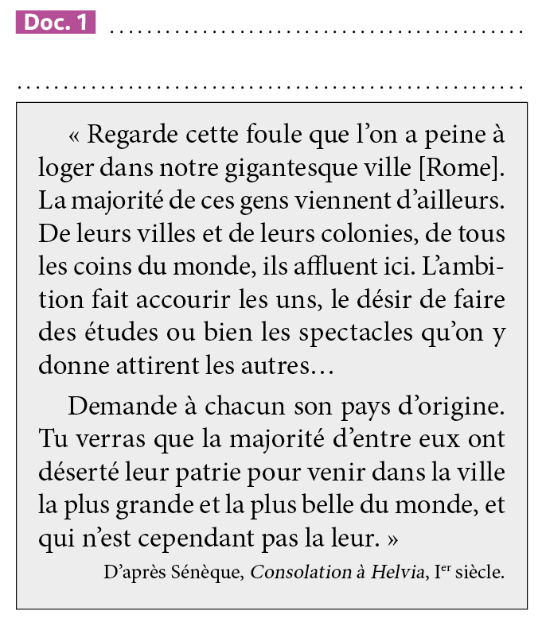 Doc. 1 ............................................
......................................................
« Regarde cette foule que l’on a peine à
loger dans notre gigantesque ville [Rome].
La majorité de ces gens viennent d’ailleurs.
De leurs villes et de leurs colonies, de tous
les coins du monde, ils affluent ici. L’ambi-
tion fait accourir les uns, le désir de faire
des études ou bien les spectacles qu’on y
donne attirent les autres…
Demande à chacun son pays d’origine.
Tu verras que la majorité d’entre eux ont
déserté leur patrie pour venir dans la ville
la plus grande et la plus belle du monde, et
qui n’est cependant pas la leur. »
D’après Sénèque, Consolation à Helvia, Ier siècle.